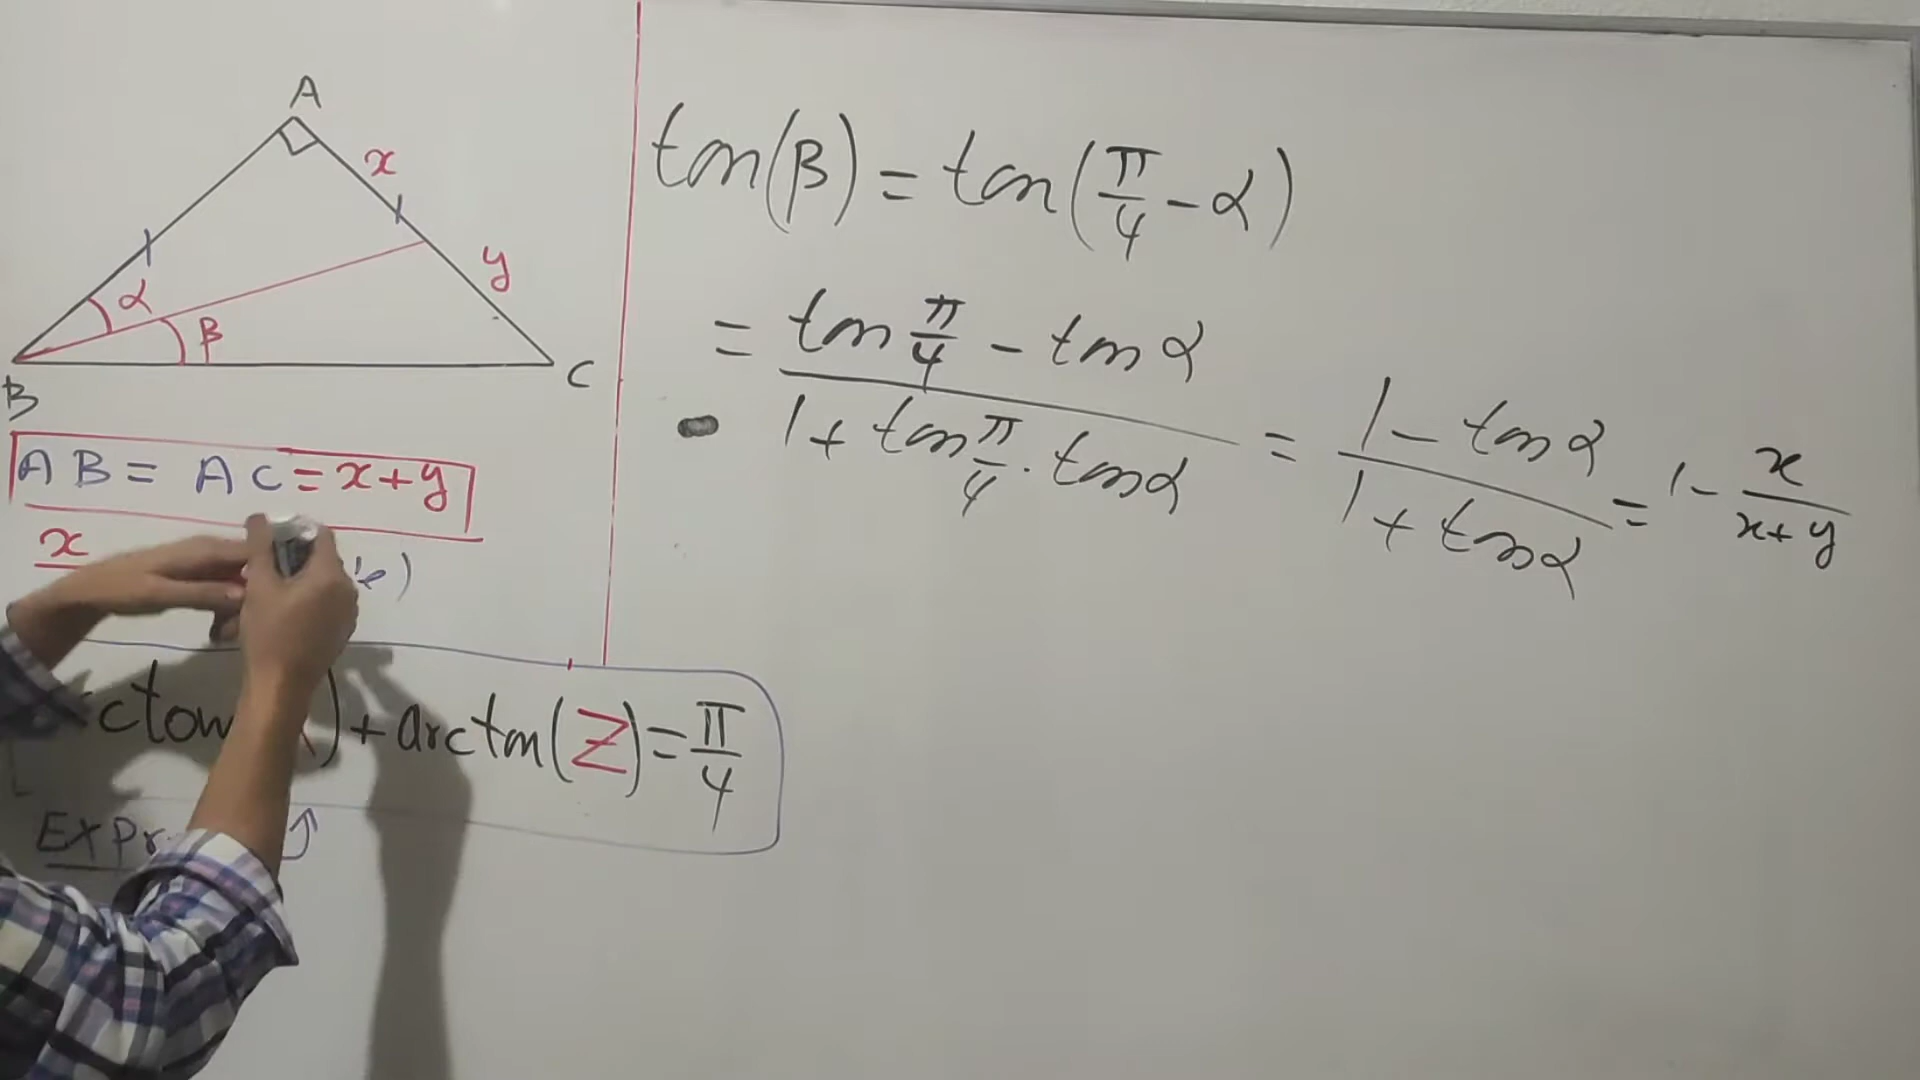 A
x
y
α
β
B
C
AB = AC = x+y
x
) + arctan(Z) = π/4
tan(β) = tan(π/4 - α)
= (tan π/4 - tan α)/(1 + tan π/4 · tan α) = (1 - tan α)/(1 + tan α) = 1 - x/(x+y)